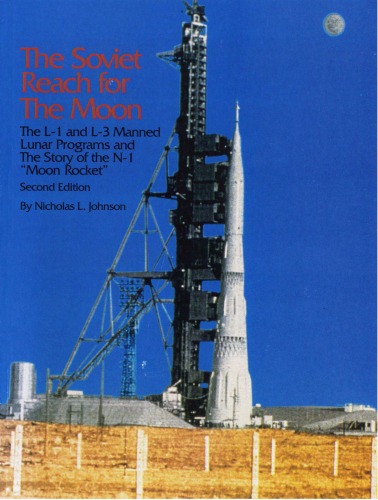 The Soviet
Reach for
The Moon
The L-1 and L-3 Manned
Lunar Programs and
The Story of the N-1
"Moon Rocket"
Second Edition
By Nicholas L. Johnson